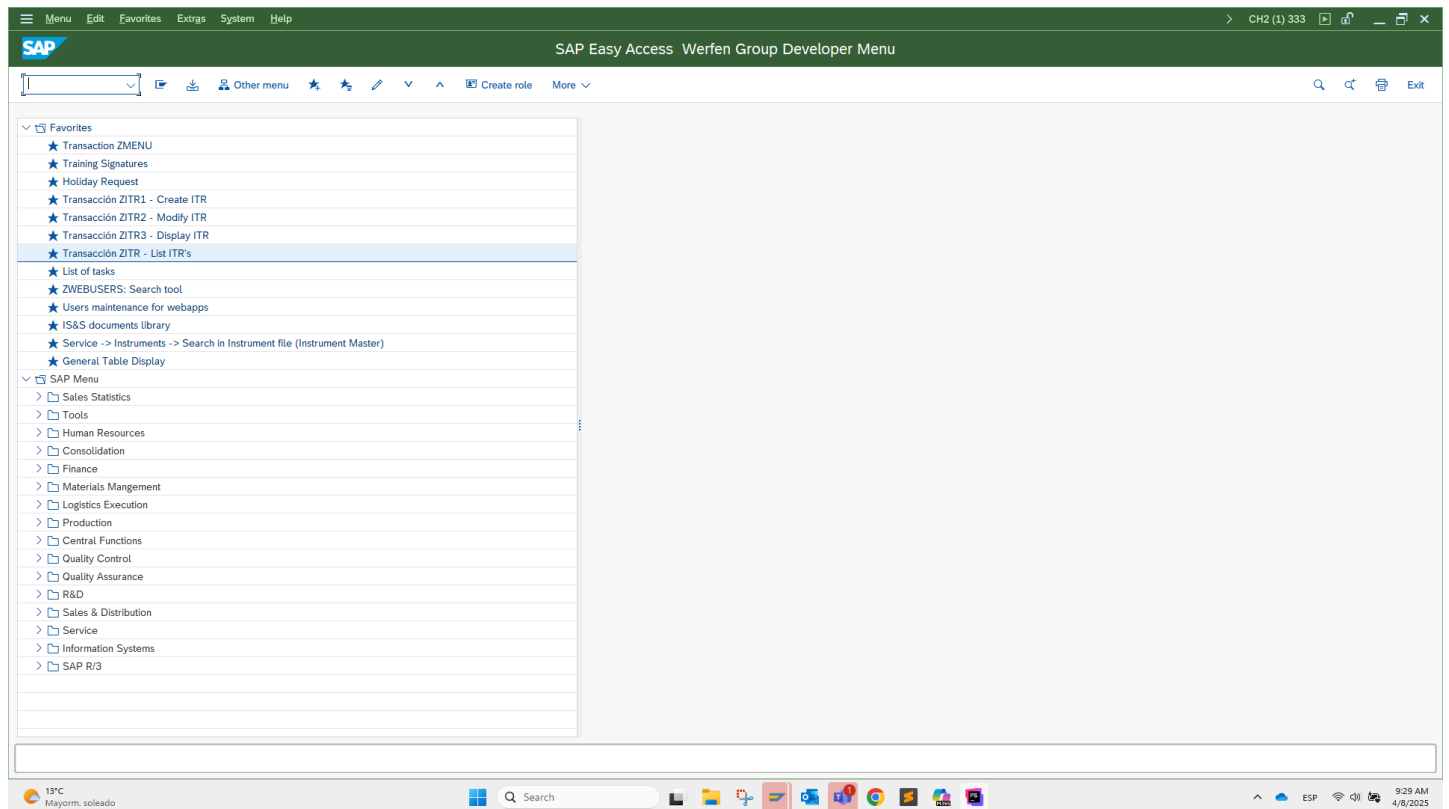 Menu Edit Favorites Extras System Help CH2 (1) 333
SAP SAP Easy Access Werfen Group Developer Menu
Other menu Create role More Exit
Favorites
Transaction ZMENU
Training Signatures
Holiday Request
Transacción ZITR1 - Create ITR
Transacción ZITR2 - Modify ITR
Transacción ZITR3 - Display ITR
Transacción ZITR - List ITR's
List of tasks
ZWEBUSERS: Search tool
Users maintenance for webapps
IS&S documents library
Service -> Instruments -> Search in Instrument file (Instrument Master)
General Table Display
SAP Menu
Sales Statistics
Tools
Human Resources
Consolidation
Finance
Materials Mangement
Logistics Execution
Production
Central Functions
Quality Control
Quality Assurance
R&D
Sales & Distribution
Service
Information Systems
SAP R/3
13°C
Mayorm. soleado
Search
1
PS
ESP
9:29 AM
4/8/2025